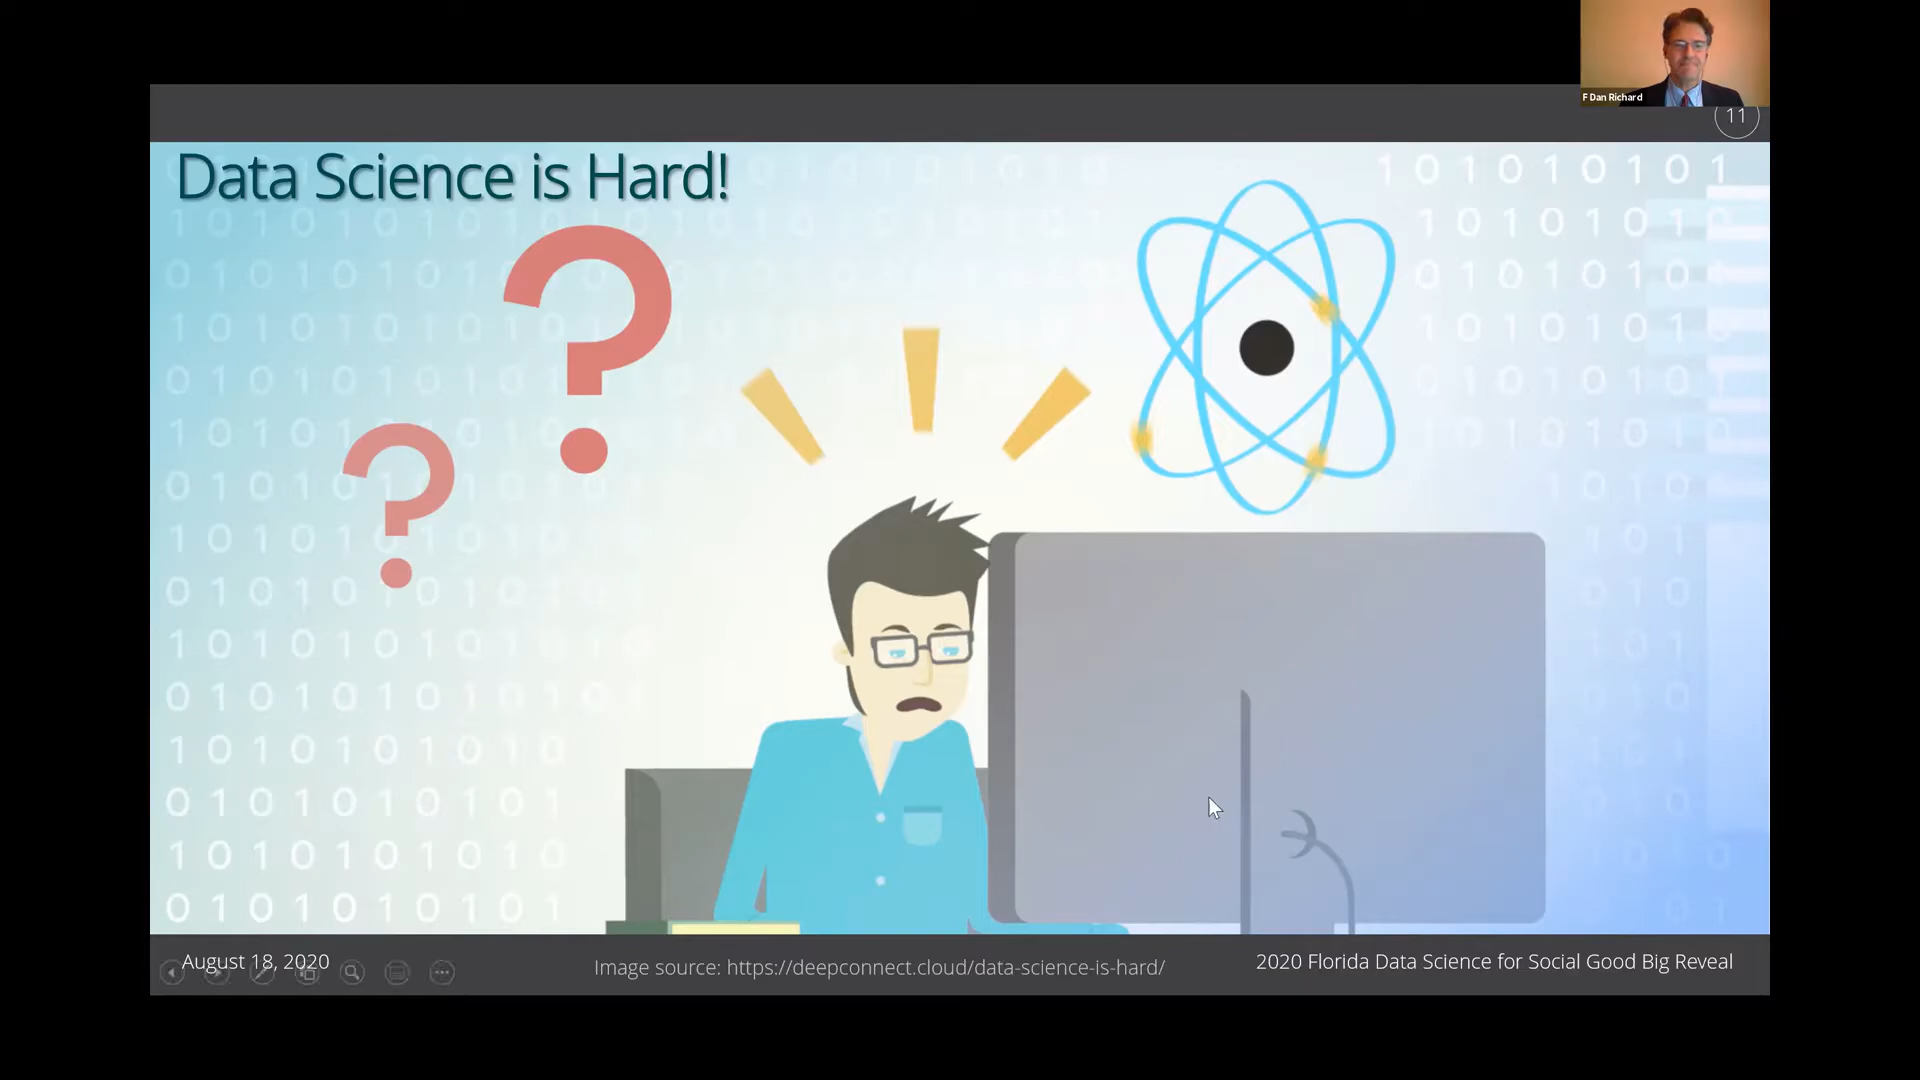 F Dan Richard
11
Data Science is Hard!
August 18, 2020
Image source: https://deepconnect.cloud/data-science-is-hard/
2020 Florida Data Science for Social Good Big Reveal